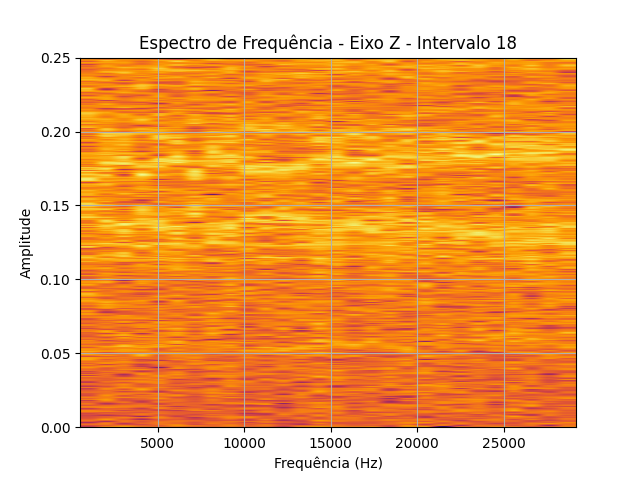 Espectro de Frequência - Eixo Z - Intervalo 18
0.25
0.20
0.15
0.10
0.05
0.00
Amplitude
5000 10000 15000 20000 25000
Frequência (Hz)